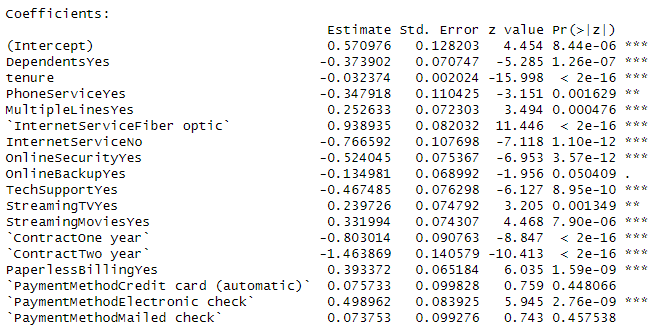 Coefficients:
                                        Estimate Std. Error z value Pr(>|z|)
(Intercept)                             0.570976   0.128203   4.454 8.44e-06 ***
DependentsYes                          -0.373902   0.070747  -5.285 1.26e-07 ***
tenure                                 -0.032374   0.002024 -15.998  < 2e-16 ***
PhoneServiceYes                        -0.347918   0.110425  -3.151 0.001629 **
MultipleLinesYes                        0.252633   0.072303   3.494 0.000476 ***
`InternetServiceFiber optic`            0.938935   0.082032  11.446  < 2e-16 ***
InternetServiceNo                      -0.766592   0.107698  -7.118 1.10e-12 ***
OnlineSecurityYes                      -0.524045   0.075367  -6.953 3.57e-12 ***
OnlineBackupYes                        -0.134981   0.068992  -1.956 0.050409 .
TechSupportYes                         -0.467485   0.076298  -6.127 8.95e-10 ***
StreamingTVYes                          0.239726   0.074792   3.205 0.001349 **
StreamingMoviesYes                      0.331994   0.074307   4.468 7.90e-06 ***
`ContractOne year`                     -0.803014   0.090763  -8.847  < 2e-16 ***
`ContractTwo year`                     -1.463869   0.140579 -10.413  < 2e-16 ***
PaperlessBillingYes                     0.393372   0.065184   6.035 1.59e-09 ***
`PaymentMethodCredit card (automatic)`  0.075733   0.099828   0.759 0.448066
`PaymentMethodElectronic check`         0.498962   0.083925   5.945 2.76e-09 ***
`PaymentMethodMailed check`             0.073753   0.099276   0.743 0.457538